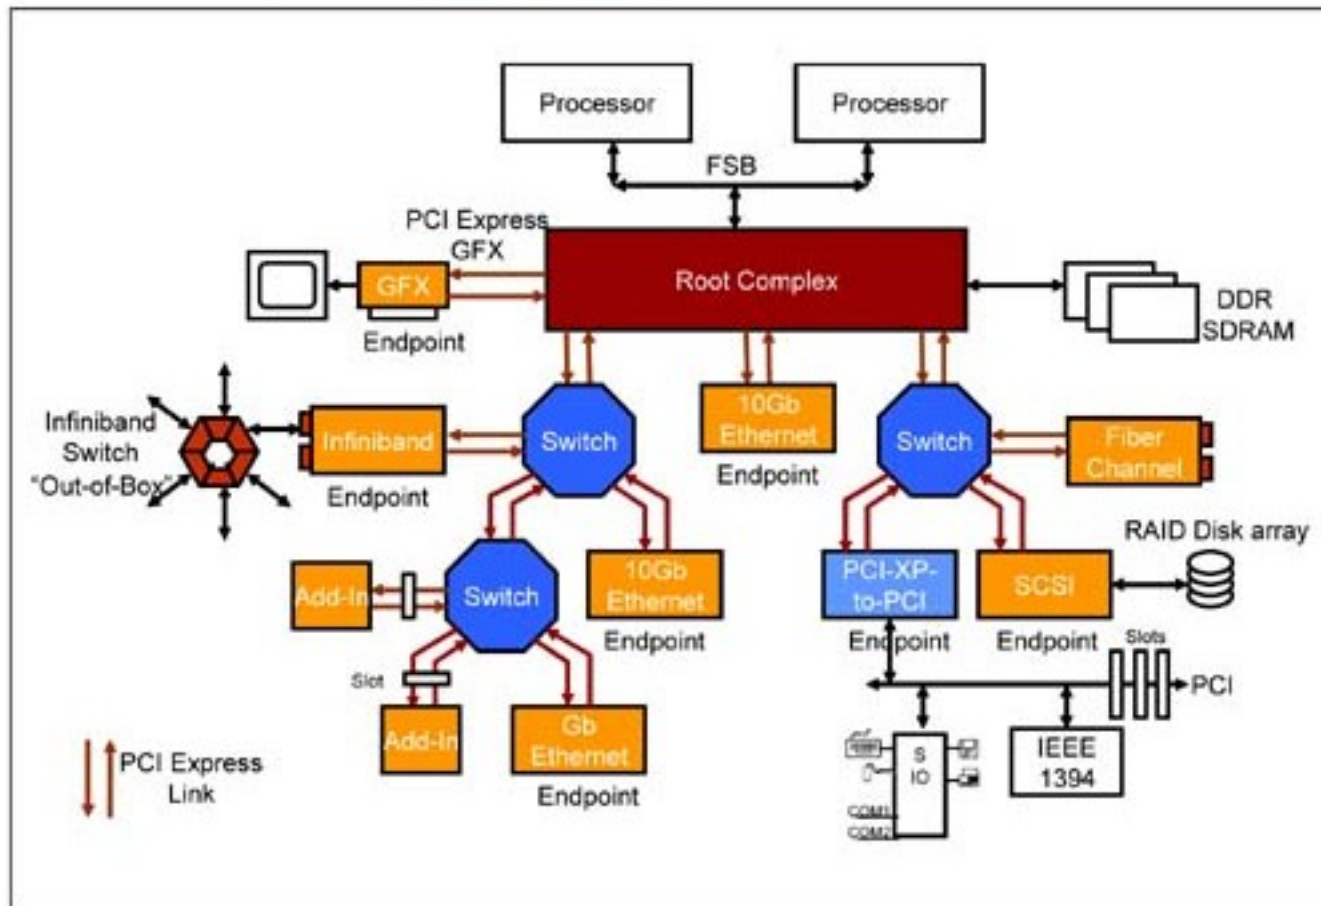 Processor
Processor
FSB
PCI Express
GFX
Root Complex
GFX
Endpoint
DDR
SDRAM
Infiniband
Switch
"Out-of-Box"
Infiniband
Endpoint
Switch
10Gb
Ethernet
Endpoint
Switch
Fiber
Channel
RAID Disk array
Add-In
Switch
10Gb
Ethernet
Endpoint
PCI-XP-
to-PCI
Endpoint
SCSI
Endpoint
Slots
PCI
Slot
Add-In
Gb
Ethernet
Endpoint
S
IO
COM1
COM2
IEEE
1394
PCI Express
Link